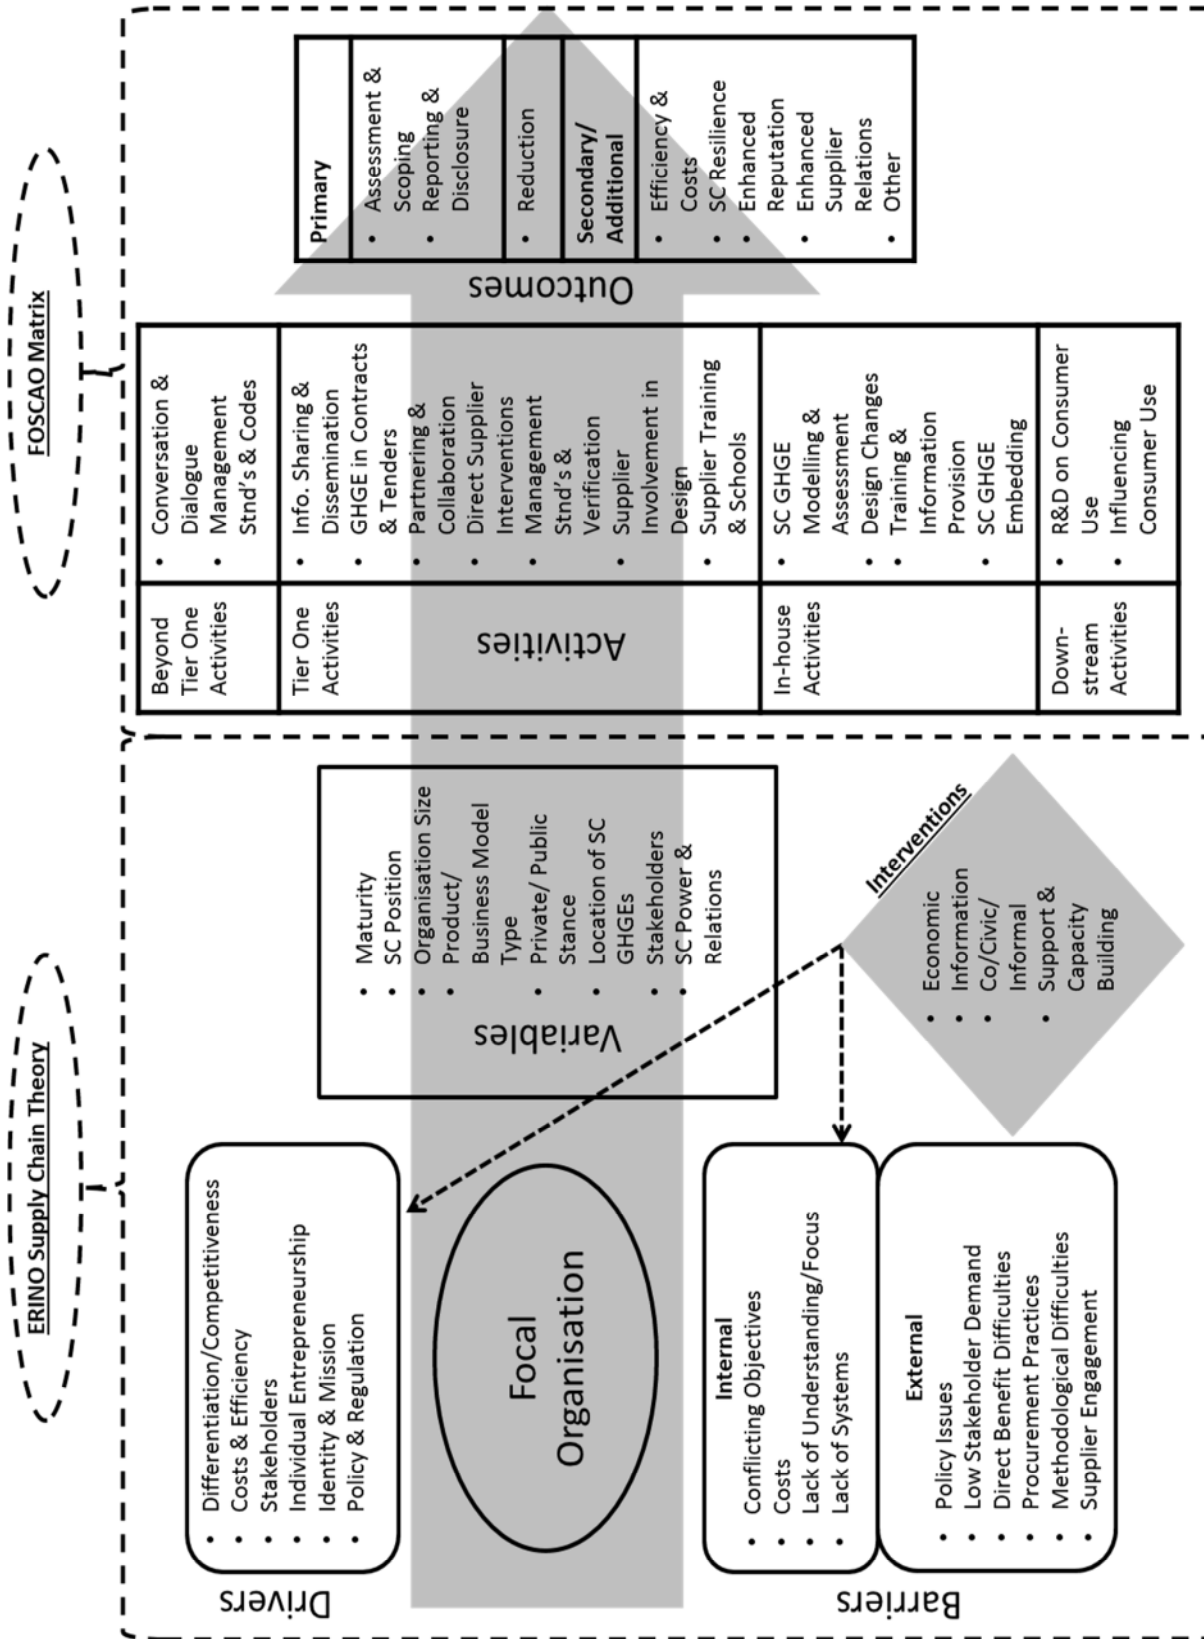 ERINO Supply Chain Theory
FOSCAO Matrix
Drivers
• Differentiation/Competitiveness
• Costs & Efficiency
• Stakeholders
• Individual Entrepreneurship
• Identity & Mission
• Policy & Regulation
Focal
Organisation
Barriers
Internal
• Conflicting Objectives
• Costs
• Lack of Understanding/Focus
• Lack of Systems
External
• Policy Issues
• Low Stakeholder Demand
• Direct Benefit Difficulties
• Procurement Practices
• Methodological Difficulties
• Supplier Engagement
Variables
• Maturity
• SC Position
• Organisation Size
• Product/
Business Model
Type
• Private/ Public
Stance
• Location of SC
GHGEs
• Stakeholders
• SC Power &
Relations
Interventions
• Economic
• Information
• Co/Civic/
Informal
• Support &
Capacity
Building
Activities
Beyond
Tier One
Activities
• Conversation &
Dialogue
• Management
Stnd's & Codes
Tier One
Activities
• Info. Sharing &
Dissemination
• GHGE in Contracts
& Tenders
• Partnering &
Collaboration
• Direct Supplier
Interventions
• Management
Stnd's &
Verification
• Supplier
Involvement in
Design
• Supplier Training
& Schools
In-house
Activities
• SC GHGE
Modelling &
Assessment
• Design Changes
• Training &
Information
Provision
• SC GHGE
Embedding
Down-
stream
Activities
• R&D on Consumer
Use
• Influencing
Consumer Use
Outcomes
Primary
• Assessment &
Scoping
• Reporting &
Disclosure
• Reduction
Secondary/
Additional
• Efficiency &
Costs
• SC Resilience
• Enhanced
Reputation
• Enhanced
Supplier
Relations
• Other